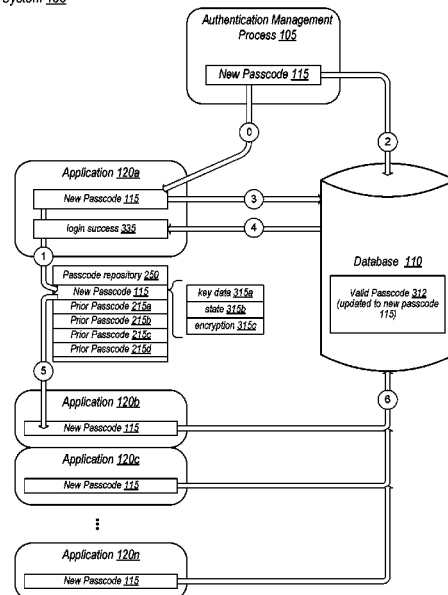 System 100
Authentication Management
Process 105
New Passcode 115
0
2
Application 120a
New Passcode 115
3
login success 335
4
1
Passcode repository 250
New Passcode 115
Prior Passcode 215a
Prior Passcode 215b
Prior Passcode 215c
Prior Passcode 215d
key data 315a
state 315b
encryption 315c
Database 110
Valid Passcode 312
(updated to new passcode
115)
5
6
Application 120b
New Passcode 115
Application 120c
New Passcode 115
⋮
Application 120n
New Passcode 115